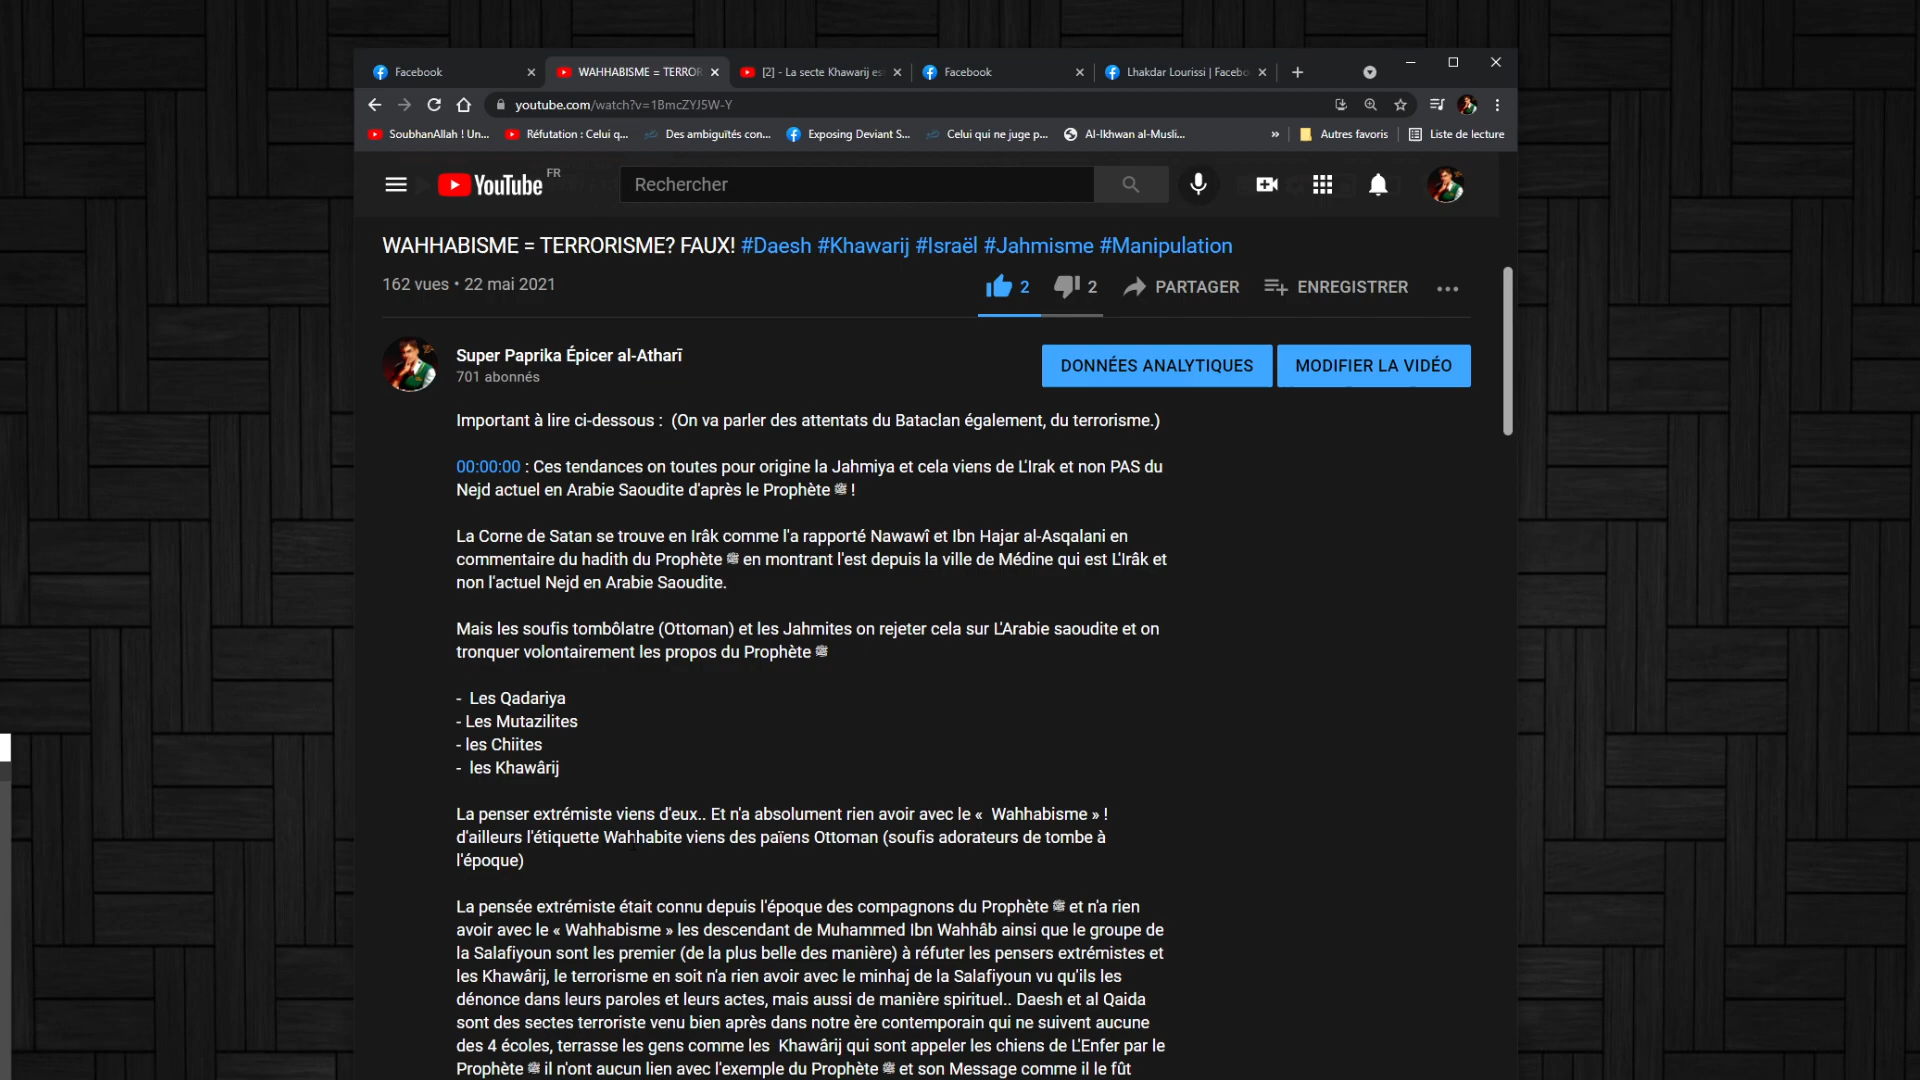 Facebook
WAHHABISME = TERROR
[2] - La secte Khawarij es
Facebook
Lhakdar Lourissi | Facebo
youtube.com/watch?v=1BmcZYJ5W-Y
SoubhanAllah ! Un...
Réfutation : Celui q...
Des ambiguïtés con...
Exposing Deviant S...
Celui qui ne juge p...
Al-Ikhwan al-Musli...
»
Autres favoris
Liste de lecture
YouTube FR
Rechercher
WAHHABISME = TERRORISME? FAUX! #Daesh #Khawarij #Israël #Jahmisme #Manipulation
162 vues • 22 mai 2021
2
2
PARTAGER
ENREGISTRER
Super Paprika Épicer al-Atharī
701 abonnés
DONNÉES ANALYTIQUES
MODIFIER LA VIDÉO
Important à lire ci-dessous :  (On va parler des attentats du Bataclan également, du terrorisme.)
00:00:00 : Ces tendances on toutes pour origine la Jahmiya et cela viens de L'Irak et non PAS du
Nejd actuel en Arabie Saoudite d'après le Prophète ﷺ !
La Corne de Satan se trouve en Irâk comme l'a rapporté Nawawî et Ibn Hajar al-Asqalani en
commentaire du hadith du Prophète ﷺ en montrant l'est depuis la ville de Médine qui est L'Irâk et
non l'actuel Nejd en Arabie Saoudite.
Mais les soufis tombôlatre (Ottoman) et les Jahmites on rejeter cela sur L'Arabie saoudite et on
tronquer volontairement les propos du Prophète ﷺ
-  Les Qadariya
- Les Mutazilites
- les Chiites
-  les Khawârij
La penser extrémiste viens d'eux.. Et n'a absolument rien avoir avec le «  Wahhabisme » !
d'ailleurs l'étiquette Wahhabite viens des païens Ottoman (soufis adorateurs de tombe à
l'époque)
La pensée extrémiste était connu depuis l'époque des compagnons du Prophète ﷺ et n'a rien
avoir avec le « Wahhabisme » les descendant de Muhammed Ibn Wahhâb ainsi que le groupe de
la Salafiyoun sont les premier (de la plus belle des manière) à réfuter les pensers extrémistes et
les Khawârij, le terrorisme en soit n'a rien avoir avec le minhaj de la Salafiyoun vu qu'ils les
dénonce dans leurs paroles et leurs actes, mais aussi de manière spirituel.. Daesh et al Qaida
sont des sectes terroriste venu bien après dans notre ère contemporain qui ne suivent aucune
des 4 écoles, terrasse les gens comme les  Khawârij qui sont appeler les chiens de L'Enfer par le
Prophète ﷺ il n'ont aucun lien avec l'exemple du Prophète ﷺ et son Message comme il le fût